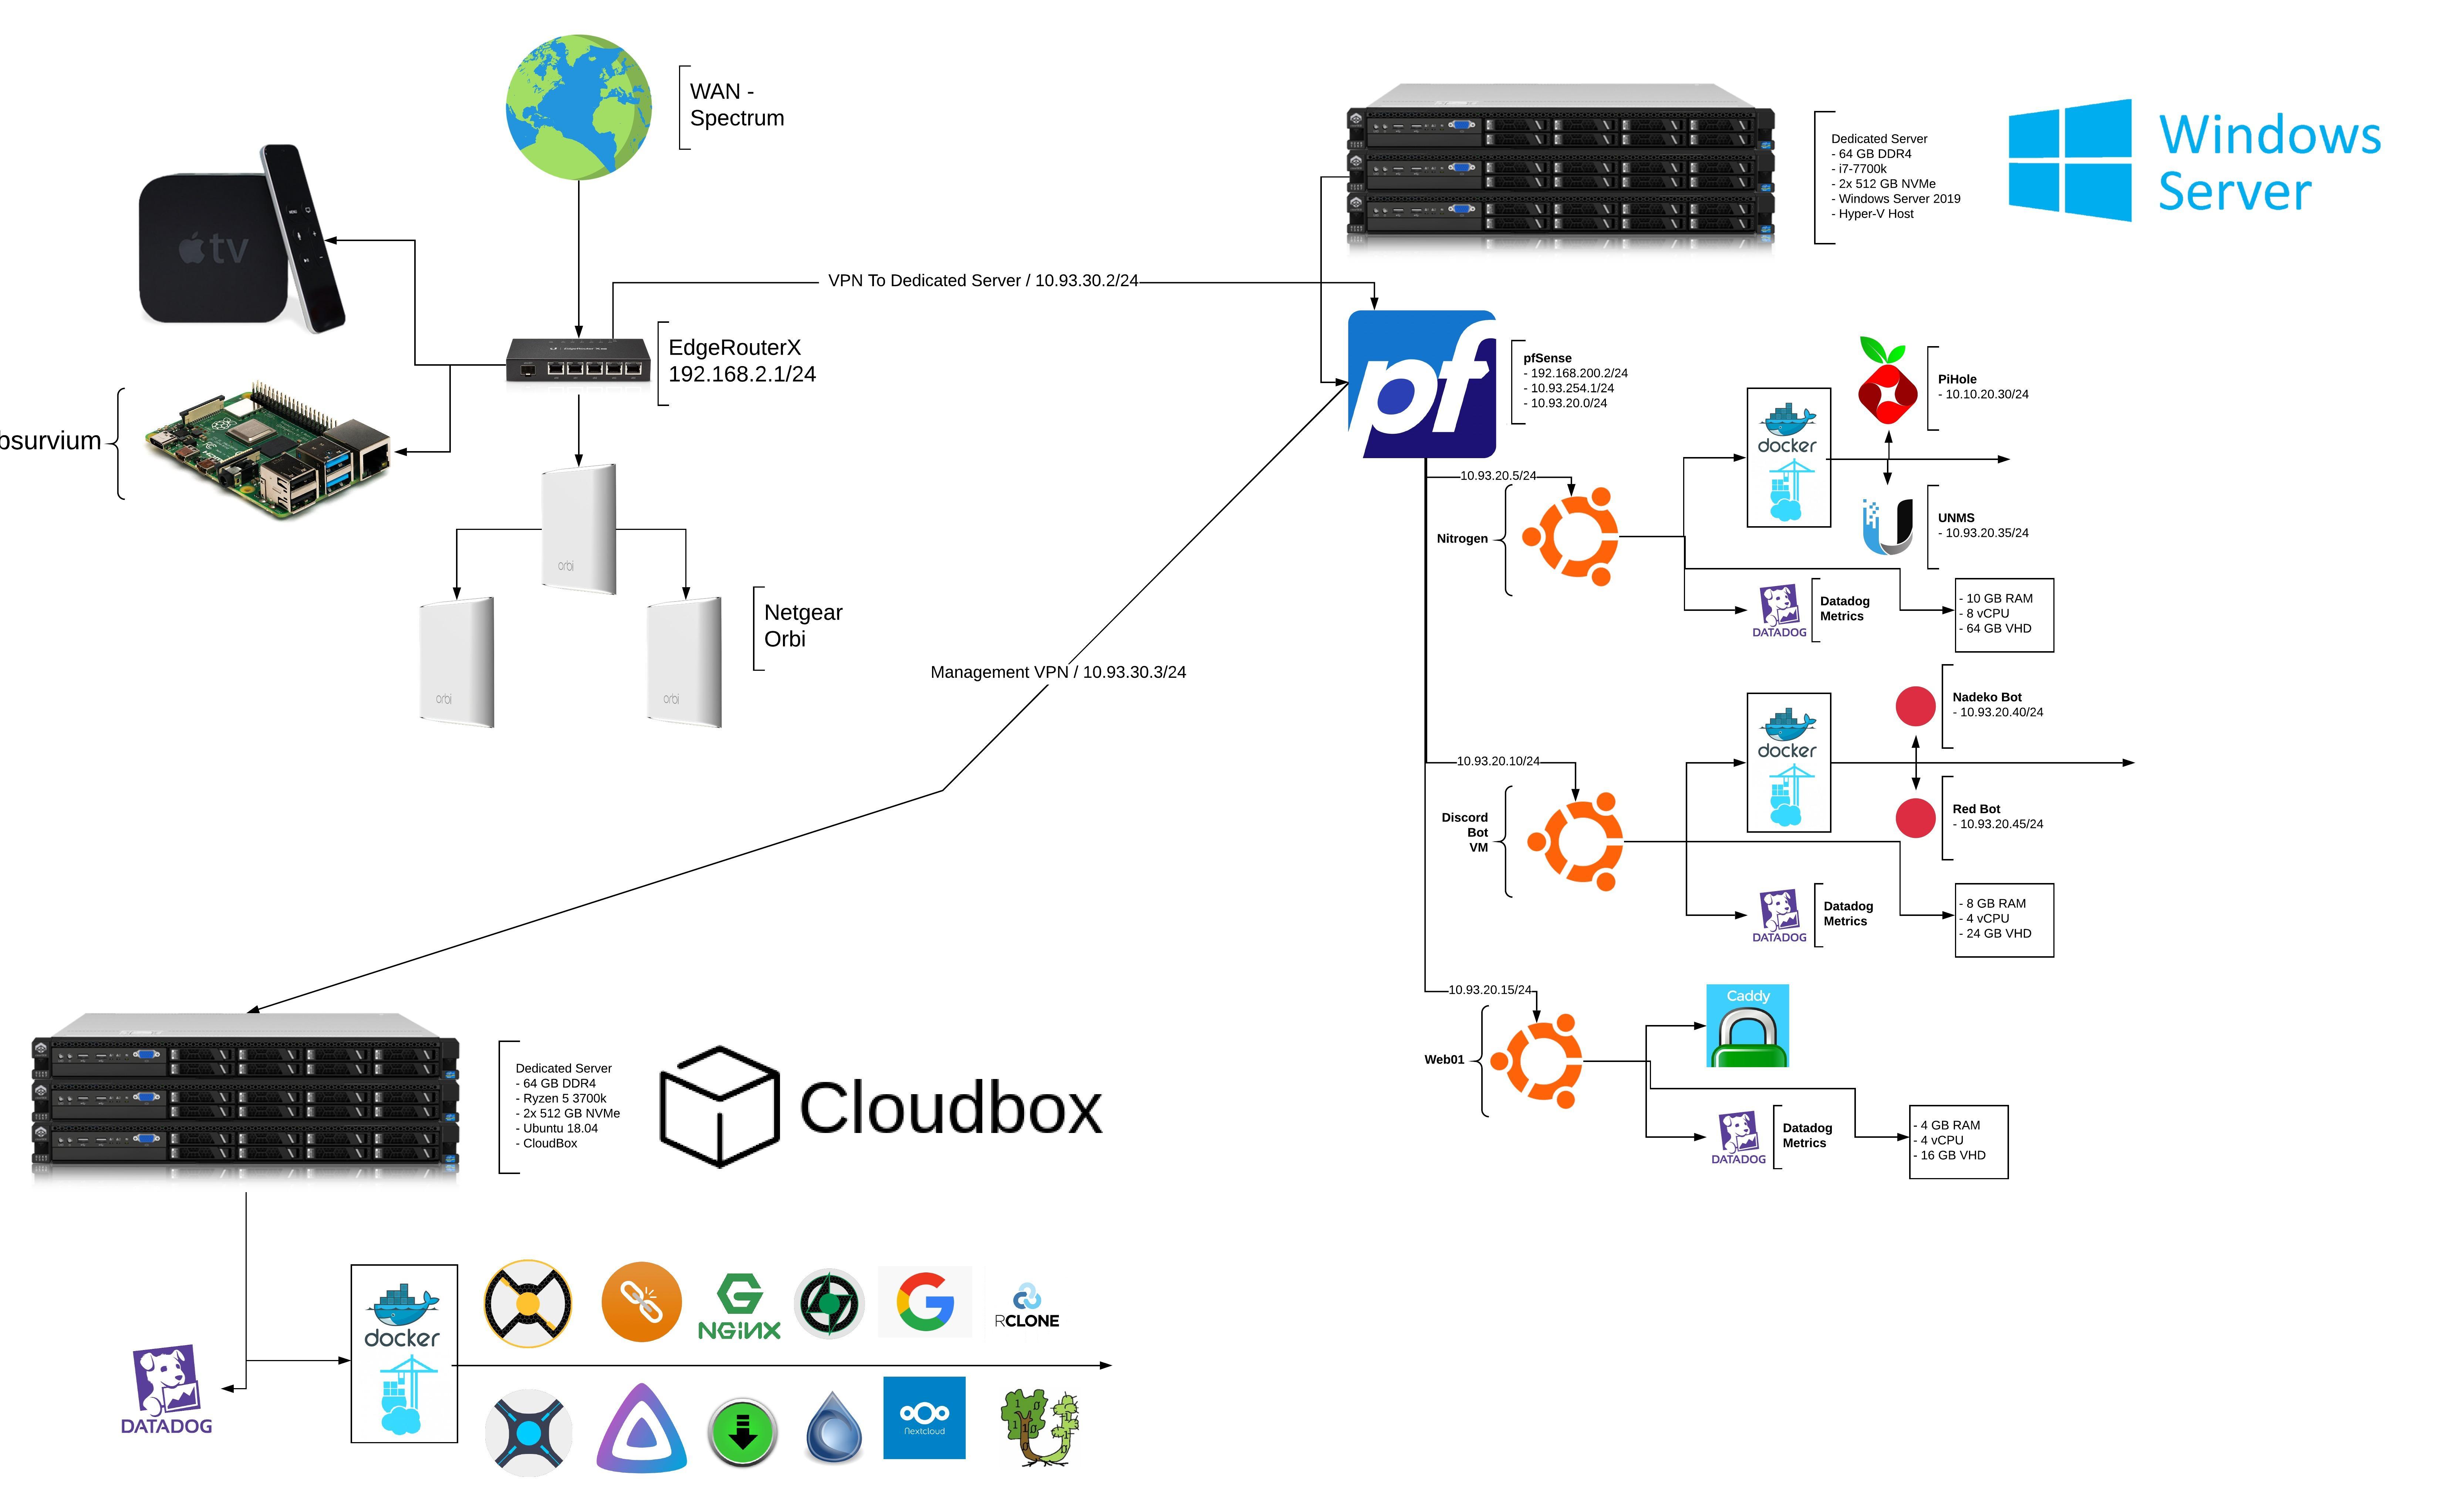 WAN -
Spectrum
tv
Dedicated Server
- 64 GB DDR4
- i7-7700k
- 2x 512 GB NVMe
- Windows Server 2019
- Hyper-V Host
Windows
Server
VPN To Dedicated Server / 10.93.30.2/24
EdgeRouterX
192.168.2.1/24
bsurvium
orbi
orbi
orbi
Netgear
Orbi
pf
pfSense
- 192.168.200.2/24
- 10.93.254.1/24
- 10.93.20.0/24
docker
PiHole
- 10.10.20.30/24
UNMS
- 10.93.20.35/24
10.93.20.5/24
Nitrogen
DATADOG
Datadog
Metrics
- 10 GB RAM
- 8 vCPU
- 64 GB VHD
Management VPN / 10.93.30.3/24
10.93.20.10/24
Discord
Bot
VM
docker
Nadeko Bot
- 10.93.20.40/24
Red Bot
- 10.93.20.45/24
DATADOG
Datadog
Metrics
- 8 GB RAM
- 4 vCPU
- 24 GB VHD
10.93.20.15/24
Web01
Caddy
DATADOG
Datadog
Metrics
- 4 GB RAM
- 4 vCPU
- 16 GB VHD
Dedicated Server
- 64 GB DDR4
- Ryzen 5 3700k
- 2x 512 GB NVMe
- Ubuntu 18.04
- CloudBox
Cloudbox
DATADOG
docker
NGINX
G
RCLONE
Nextcloud